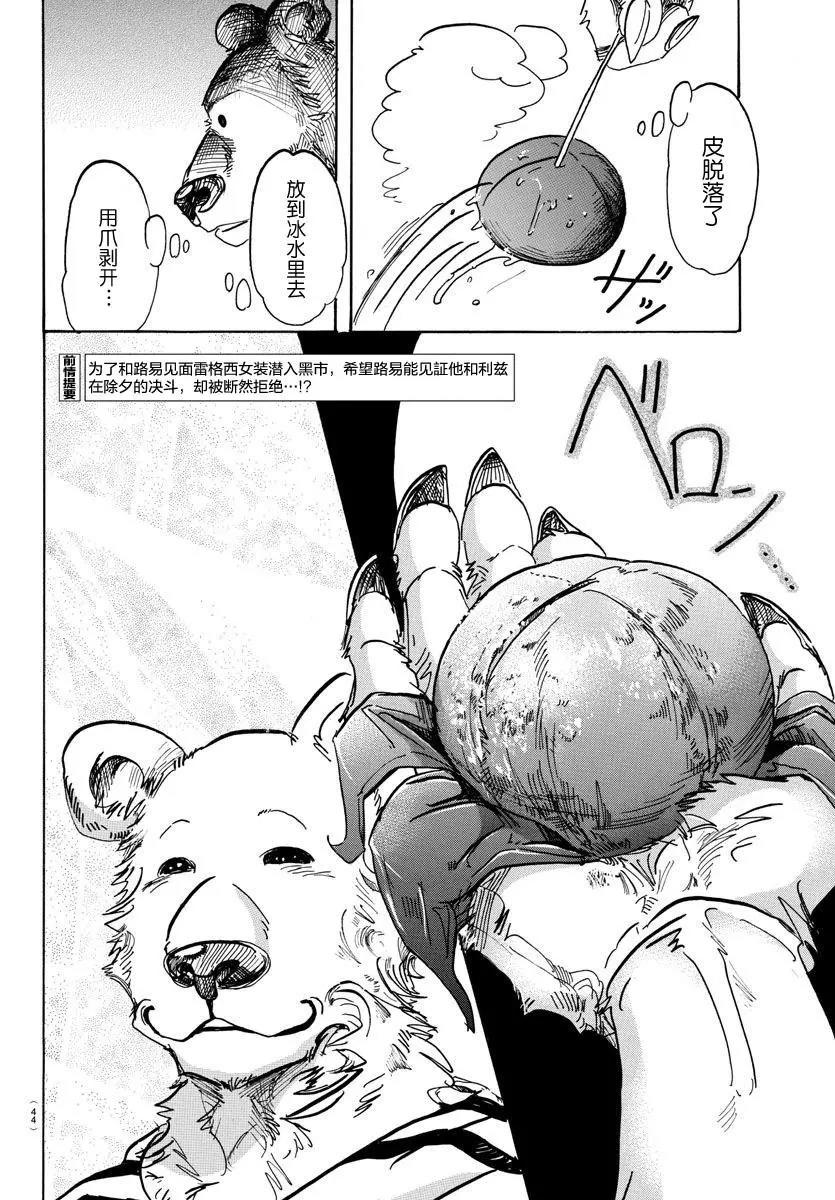 皮脱落了
ザッ
放到冰水里去
用爪剥开…
前情提要
为了和路易见面雷格西女装潜入黑市，希望路易能见証他和利兹
在除夕的决斗，却被断然拒绝…!?
ベロン…
(44)